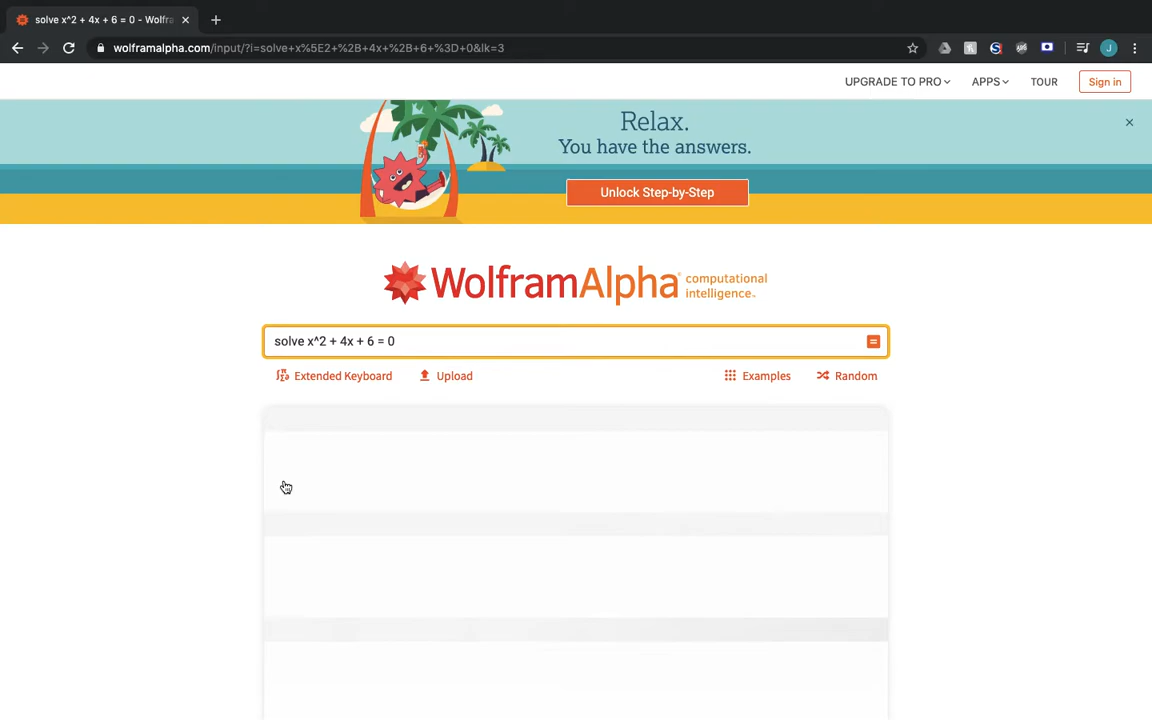 solve x^2 + 4x + 6 = 0 - Wolfra
wolframalpha.com/input/?i=solve+x%5E2+%2B+4x+%2B+6+%3D+0&lk=3
J
UPGRADE TO PRO APPS TOUR Sign in
Relax.
You have the answers.
Unlock Step-by-Step
WolframAlpha computational intelligence.
solve x^2 + 4x + 6 = 0
Extended Keyboard Upload Examples Random